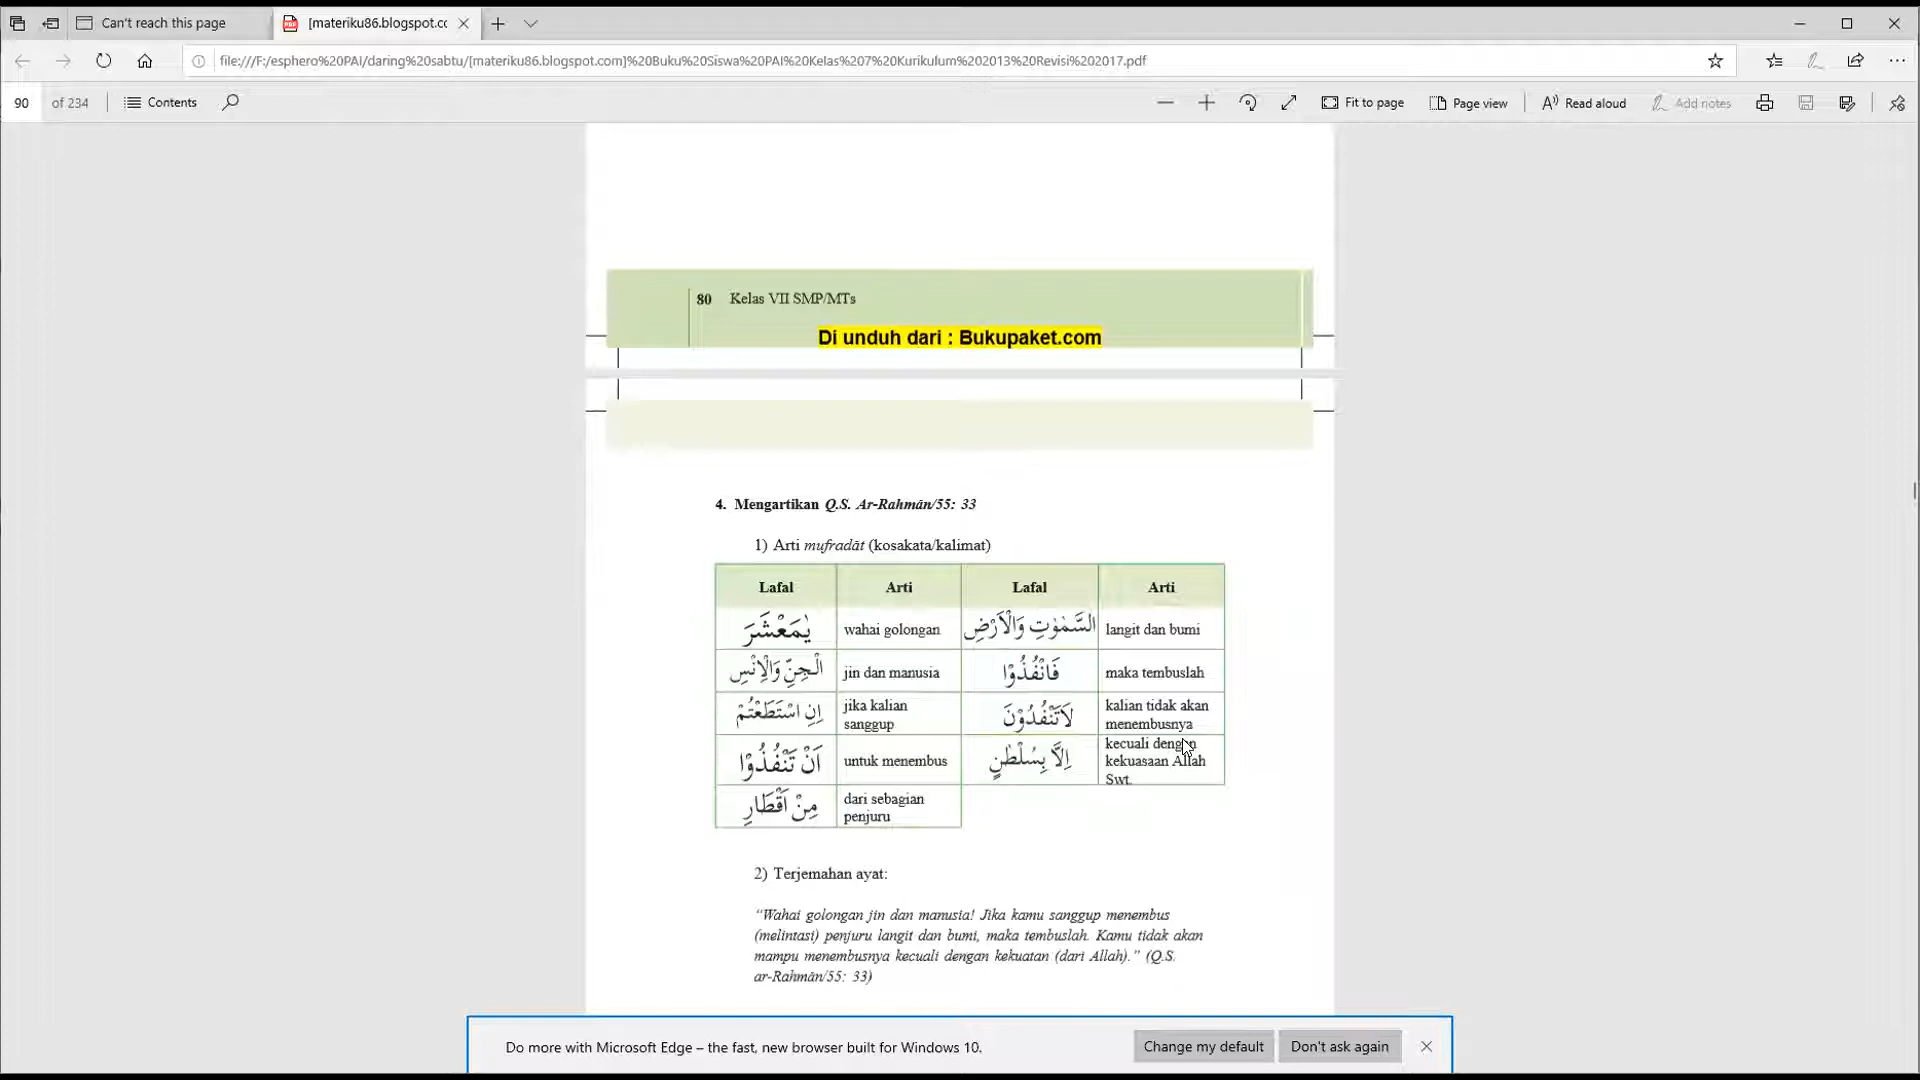 Can't reach this page
[materiku86.blogspot.cc
file:///F:/esphero%20PAI/daring%20sabtu/[materiku86.blogspot.com]%20Buku%20Siswa%20PAI%20Kelas%207%20Kurikulum%202013%20Revisi%202017.pdf
90 of 234 Contents Fit to page Page view Read aloud Add notes
80 Kelas VII SMP/MTs
Di unduh dari : Bukupaket.com
4. Mengartikan Q.S. Ar-Rahmān/55: 33
1) Arti mufradāt (kosakata/kalimat)
Lafal Arti Lafal Arti
يٰمَعْشَرَ wahai golongan السَّمٰوٰتِ وَالْاَرْضِ langit dan bumi
الْجِنِّ وَالْاِنْسِ jin dan manusia فَانْفُذُوْا maka tembuslah
اِنِ اسْتَطَعْتُمْ jika kalian sanggup لَاتَنْفُذُوْنَ kalian tidak akan menembusnya
اَنْ تَنْفُذُوْا untuk menembus اِلَّا بِسُلْطٰنٍ kecuali dengan kekuasaan Allah Swt.
مِنْ اَقْطَارِ dari sebagian penjuru
2) Terjemahan ayat:
“Wahai golongan jin dan manusia! Jika kamu sanggup menembus
(melintasi) penjuru langit dan bumi, maka tembuslah. Kamu tidak akan
mampu menembusnya kecuali dengan kekuatan (dari Allah).” (Q.S.
ar-Rahmān/55: 33)
Do more with Microsoft Edge – the fast, new browser built for Windows 10.
Change my default
Don't ask again